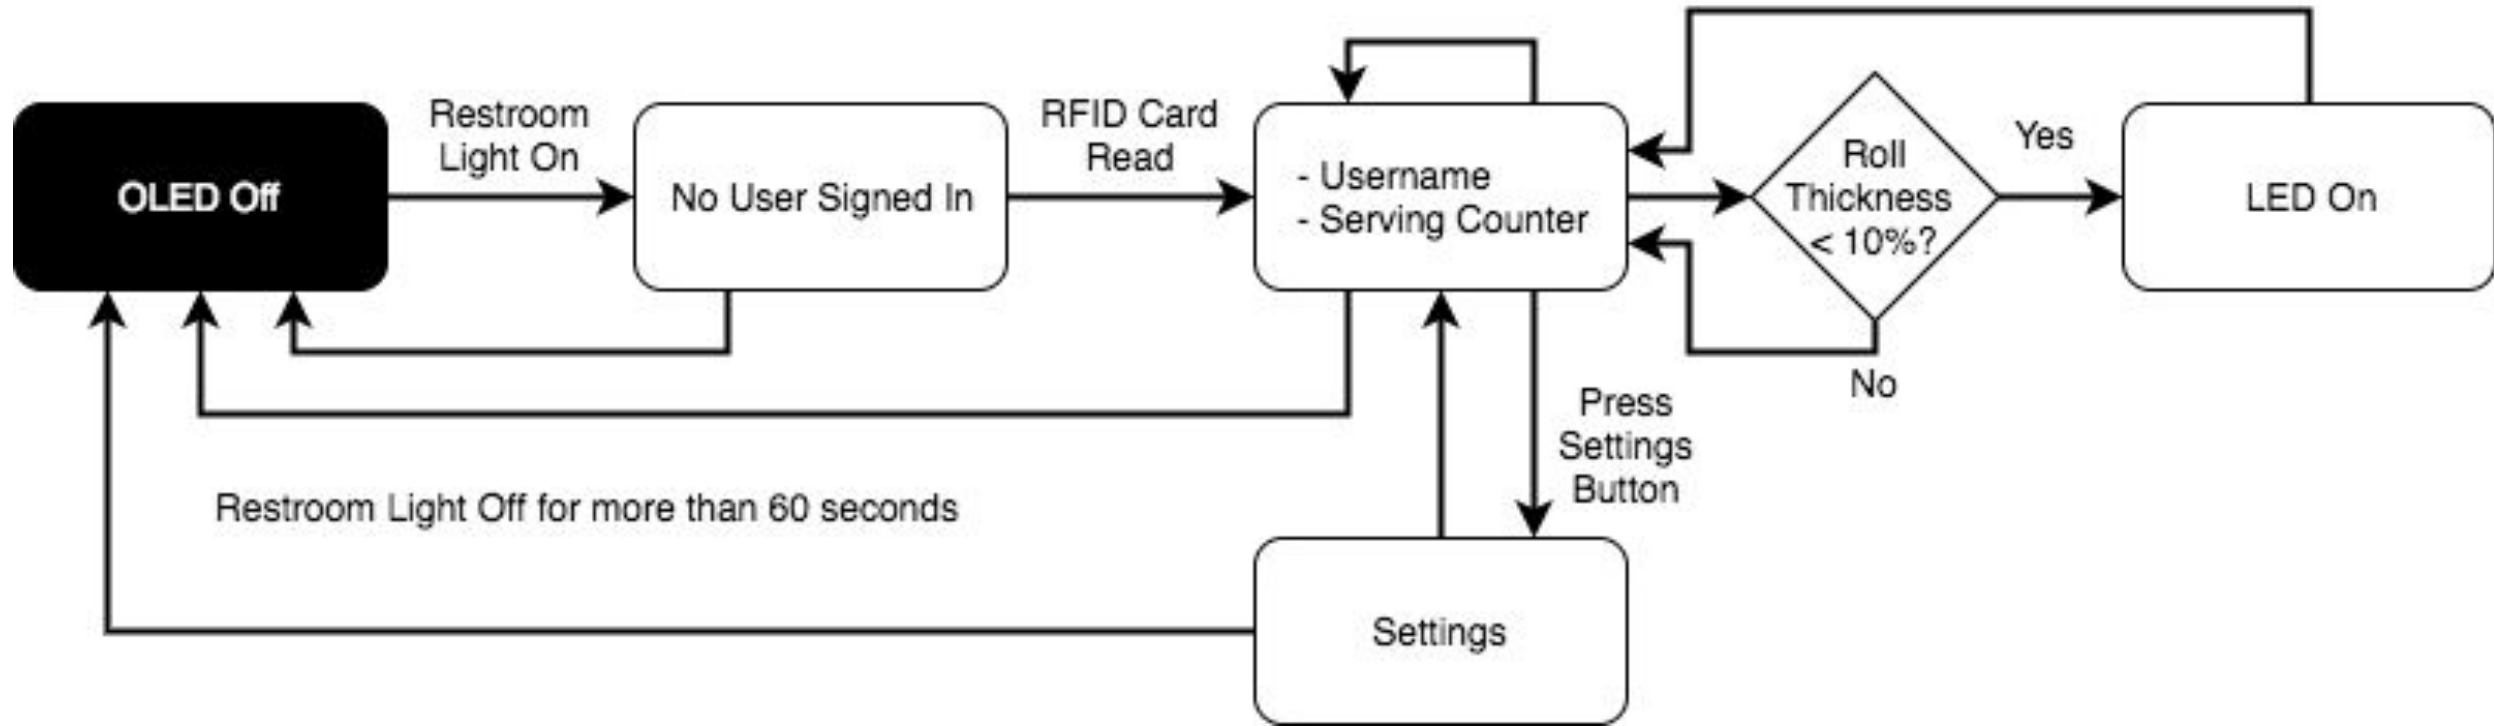 OLED Off
Restroom
Light On
No User Signed In
RFID Card
Read
- Username
- Serving Counter
Roll
Thickness
< 10%?
Yes
LED On
No
Press
Settings
Button
Restroom Light Off for more than 60 seconds
Settings